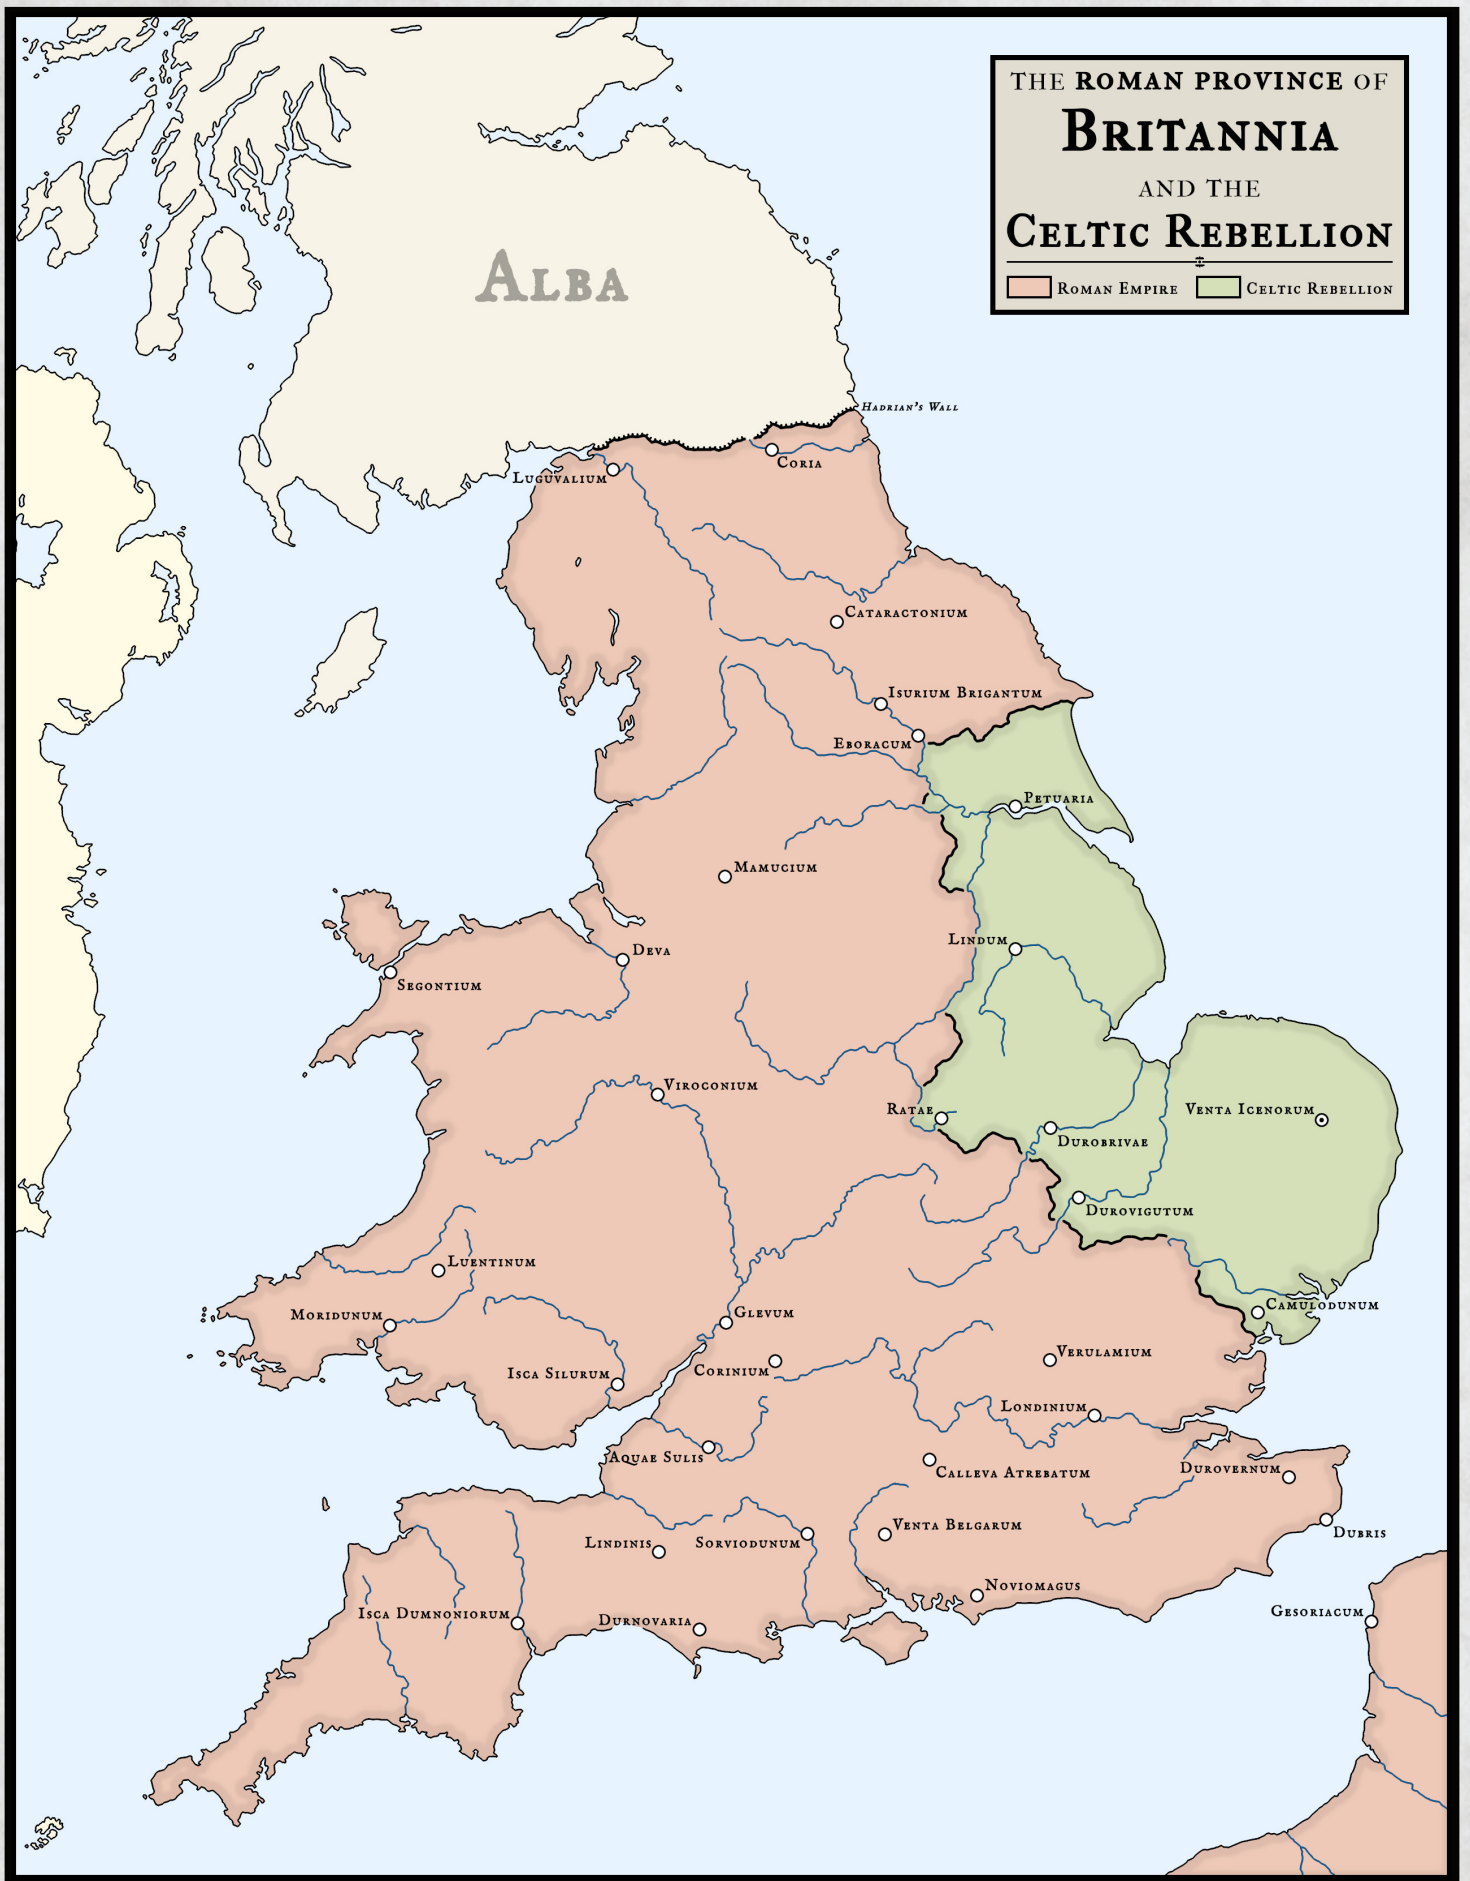 THE ROMAN PROVINCE OF
BRITANNIA
AND THE
CELTIC REBELLION
ROMAN EMPIRE
CELTIC REBELLION
ALBA
HADRIAN'S WALL
CORIA
LUGUVALIUM
CATARACTONIUM
ISURIUM BRIGANTUM
EBORACUM
PETUARIA
MAMUCIUM
LINDUM
DEVA
SEGONTIUM
VIROCONIUM
RATAE
VENTA ICENORUM
DUROBRIVAE
DUROVIGUTUM
LUENTINUM
MORIDUNUM
GLEVUM
CAMULODUNUM
VERULAMIUM
CORINIUM
ISCA SILURUM
LONDINIUM
AQUAE SULIS
CALLEVA ATREBATUM
DUROVERNUM
VENTA BELGARUM
DUBRIS
LINDINIS
SORVIODUNUM
NOVIOMAGUS
ISCA DUMNONIORUM
DURNOVARIA
GESORIACUM